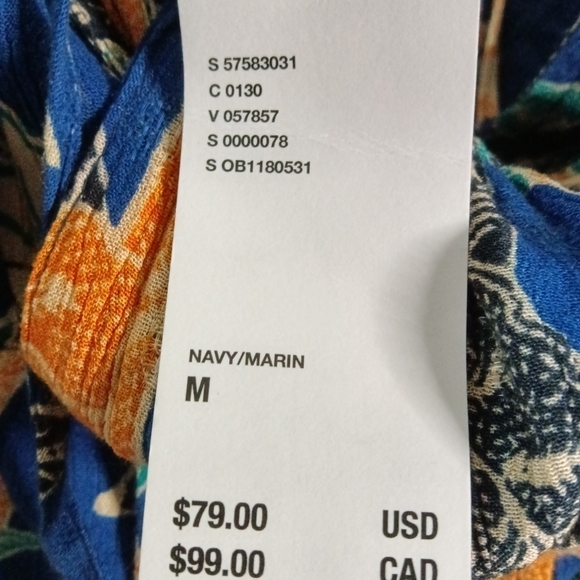 S 57583031
C 0130
V 057857
S 0000078
S OB1180531
NAVY/MARIN
M
$79.00 USD
$99.00 CAD